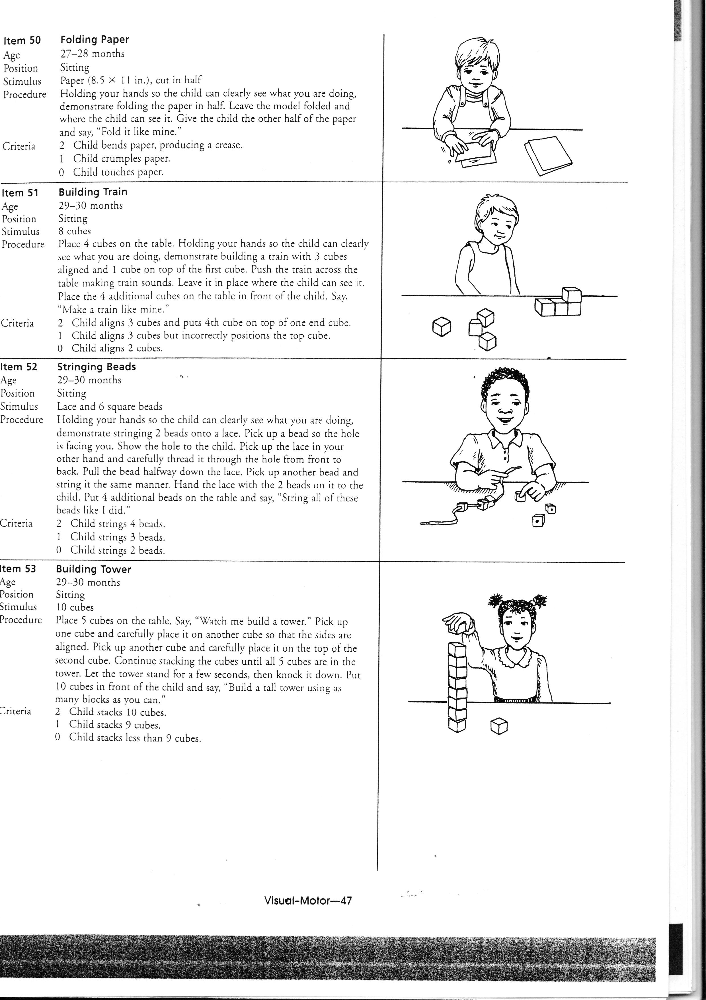 Item 50 Folding Paper
Age 27–28 months
Position Sitting
Stimulus Paper (8.5 × 11 in.), cut in half
Procedure Holding your hands so the child can clearly see what you are doing,
demonstrate folding the paper in half. Leave the model folded and
where the child can see it. Give the child the other half of the paper
and say, “Fold it like mine.”
Criteria 2 Child bends paper, producing a crease.
1 Child crumples paper.
0 Child touches paper.
Item 51 Building Train
Age 29–30 months
Position Sitting
Stimulus 8 cubes
Procedure Place 4 cubes on the table. Holding your hands so the child can clearly
see what you are doing, demonstrate building a train with 3 cubes
aligned and 1 cube on top of the first cube. Push the train across the
table making train sounds. Leave it in place where the child can see it.
Place the 4 additional cubes on the table in front of the child. Say,
“Make a train like mine.”
Criteria 2 Child aligns 3 cubes and puts 4th cube on top of one end cube.
1 Child aligns 3 cubes but incorrectly positions the top cube.
0 Child aligns 2 cubes.
Item 52 Stringing Beads
Age 29–30 months
Position Sitting
Stimulus Lace and 6 square beads
Procedure Holding your hands so the child can clearly see what you are doing,
demonstrate stringing 2 beads onto a lace. Pick up a bead so the hole
is facing you. Show the hole to the child. Pick up the lace in your
other hand and carefully thread it through the hole from front to
back. Pull the bead halfway down the lace. Pick up another bead and
string it the same manner. Hand the lace with the 2 beads on it to the
child. Put 4 additional beads on the table and say, “String all of these
beads like I did.”
Criteria 2 Child strings 4 beads.
1 Child strings 3 beads.
0 Child strings 2 beads.
Item 53 Building Tower
Age 29–30 months
Position Sitting
Stimulus 10 cubes
Procedure Place 5 cubes on the table. Say, “Watch me build a tower.” Pick up
one cube and carefully place it on another cube so that the sides are
aligned. Pick up another cube and carefully place it on the top of the
second cube. Continue stacking the cubes until all 5 cubes are in the
tower. Let the tower stand for a few seconds, then knock it down. Put
10 cubes in front of the child and say, “Build a tall tower using as
many blocks as you can.”
Criteria 2 Child stacks 10 cubes.
1 Child stacks 9 cubes.
0 Child stacks less than 9 cubes.
Visual-Motor—47